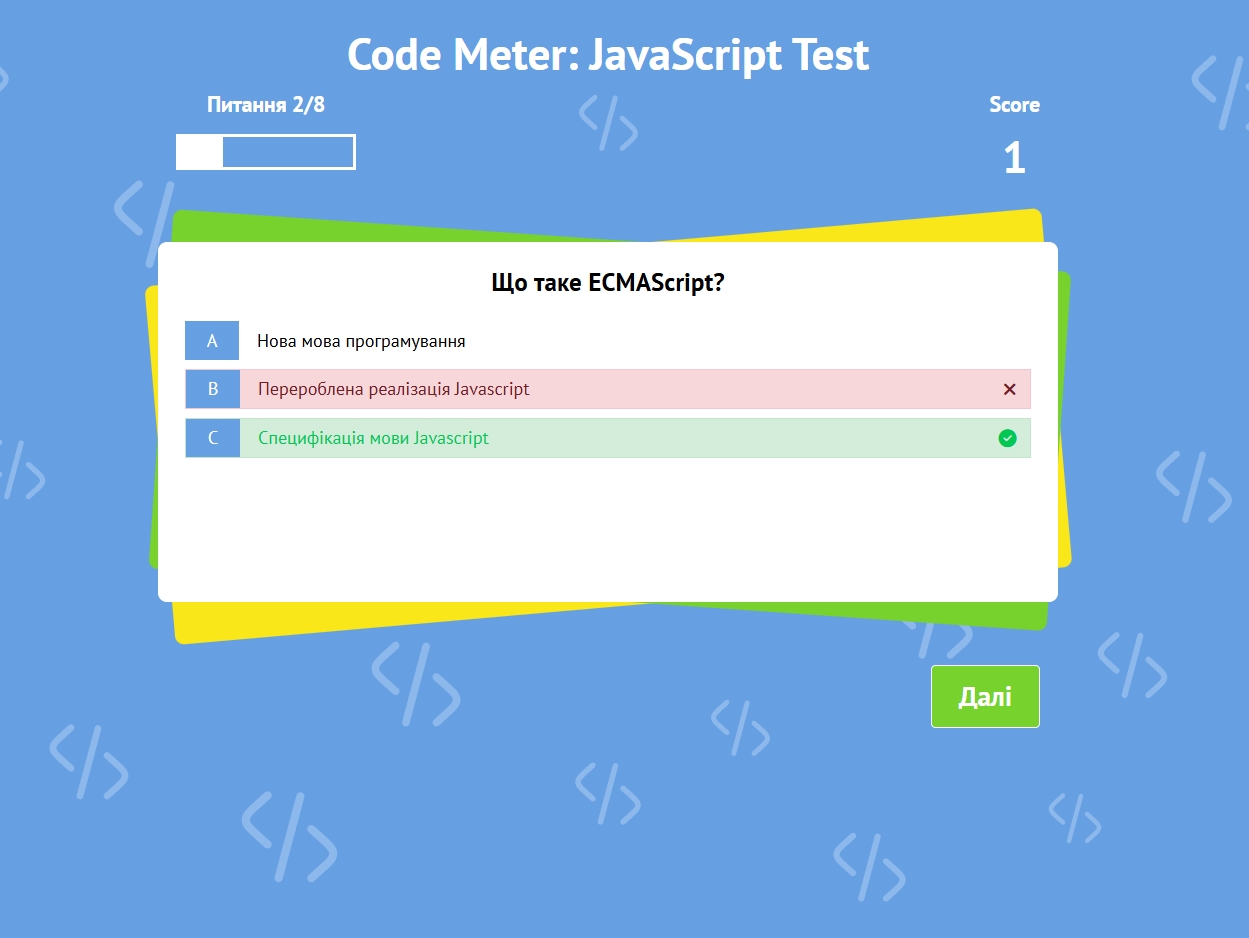 Code Meter: JavaScript Test
Питання 2/8
Score
1
Що таке ECMAScript?
A Нова мова програмування
B Перероблена реалізація Javascript
C Специфікація мови Javascript
Далі